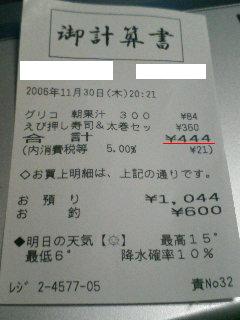 御計算書
2006年11月30日(木)20:21
グリコ 朝果汁 300 ¥84
えび押し寿司&太巻セッ ¥360
合 計 ¥444
(内消費税等 5.00% ¥21)
◇お買上明細は、上記の通りです。
お 預 り ¥1,044
お 釣 ¥600
◆明日の天気【☼】 最高15°
最低6° 降水確率10%
レジ 2-4577-05 責No32